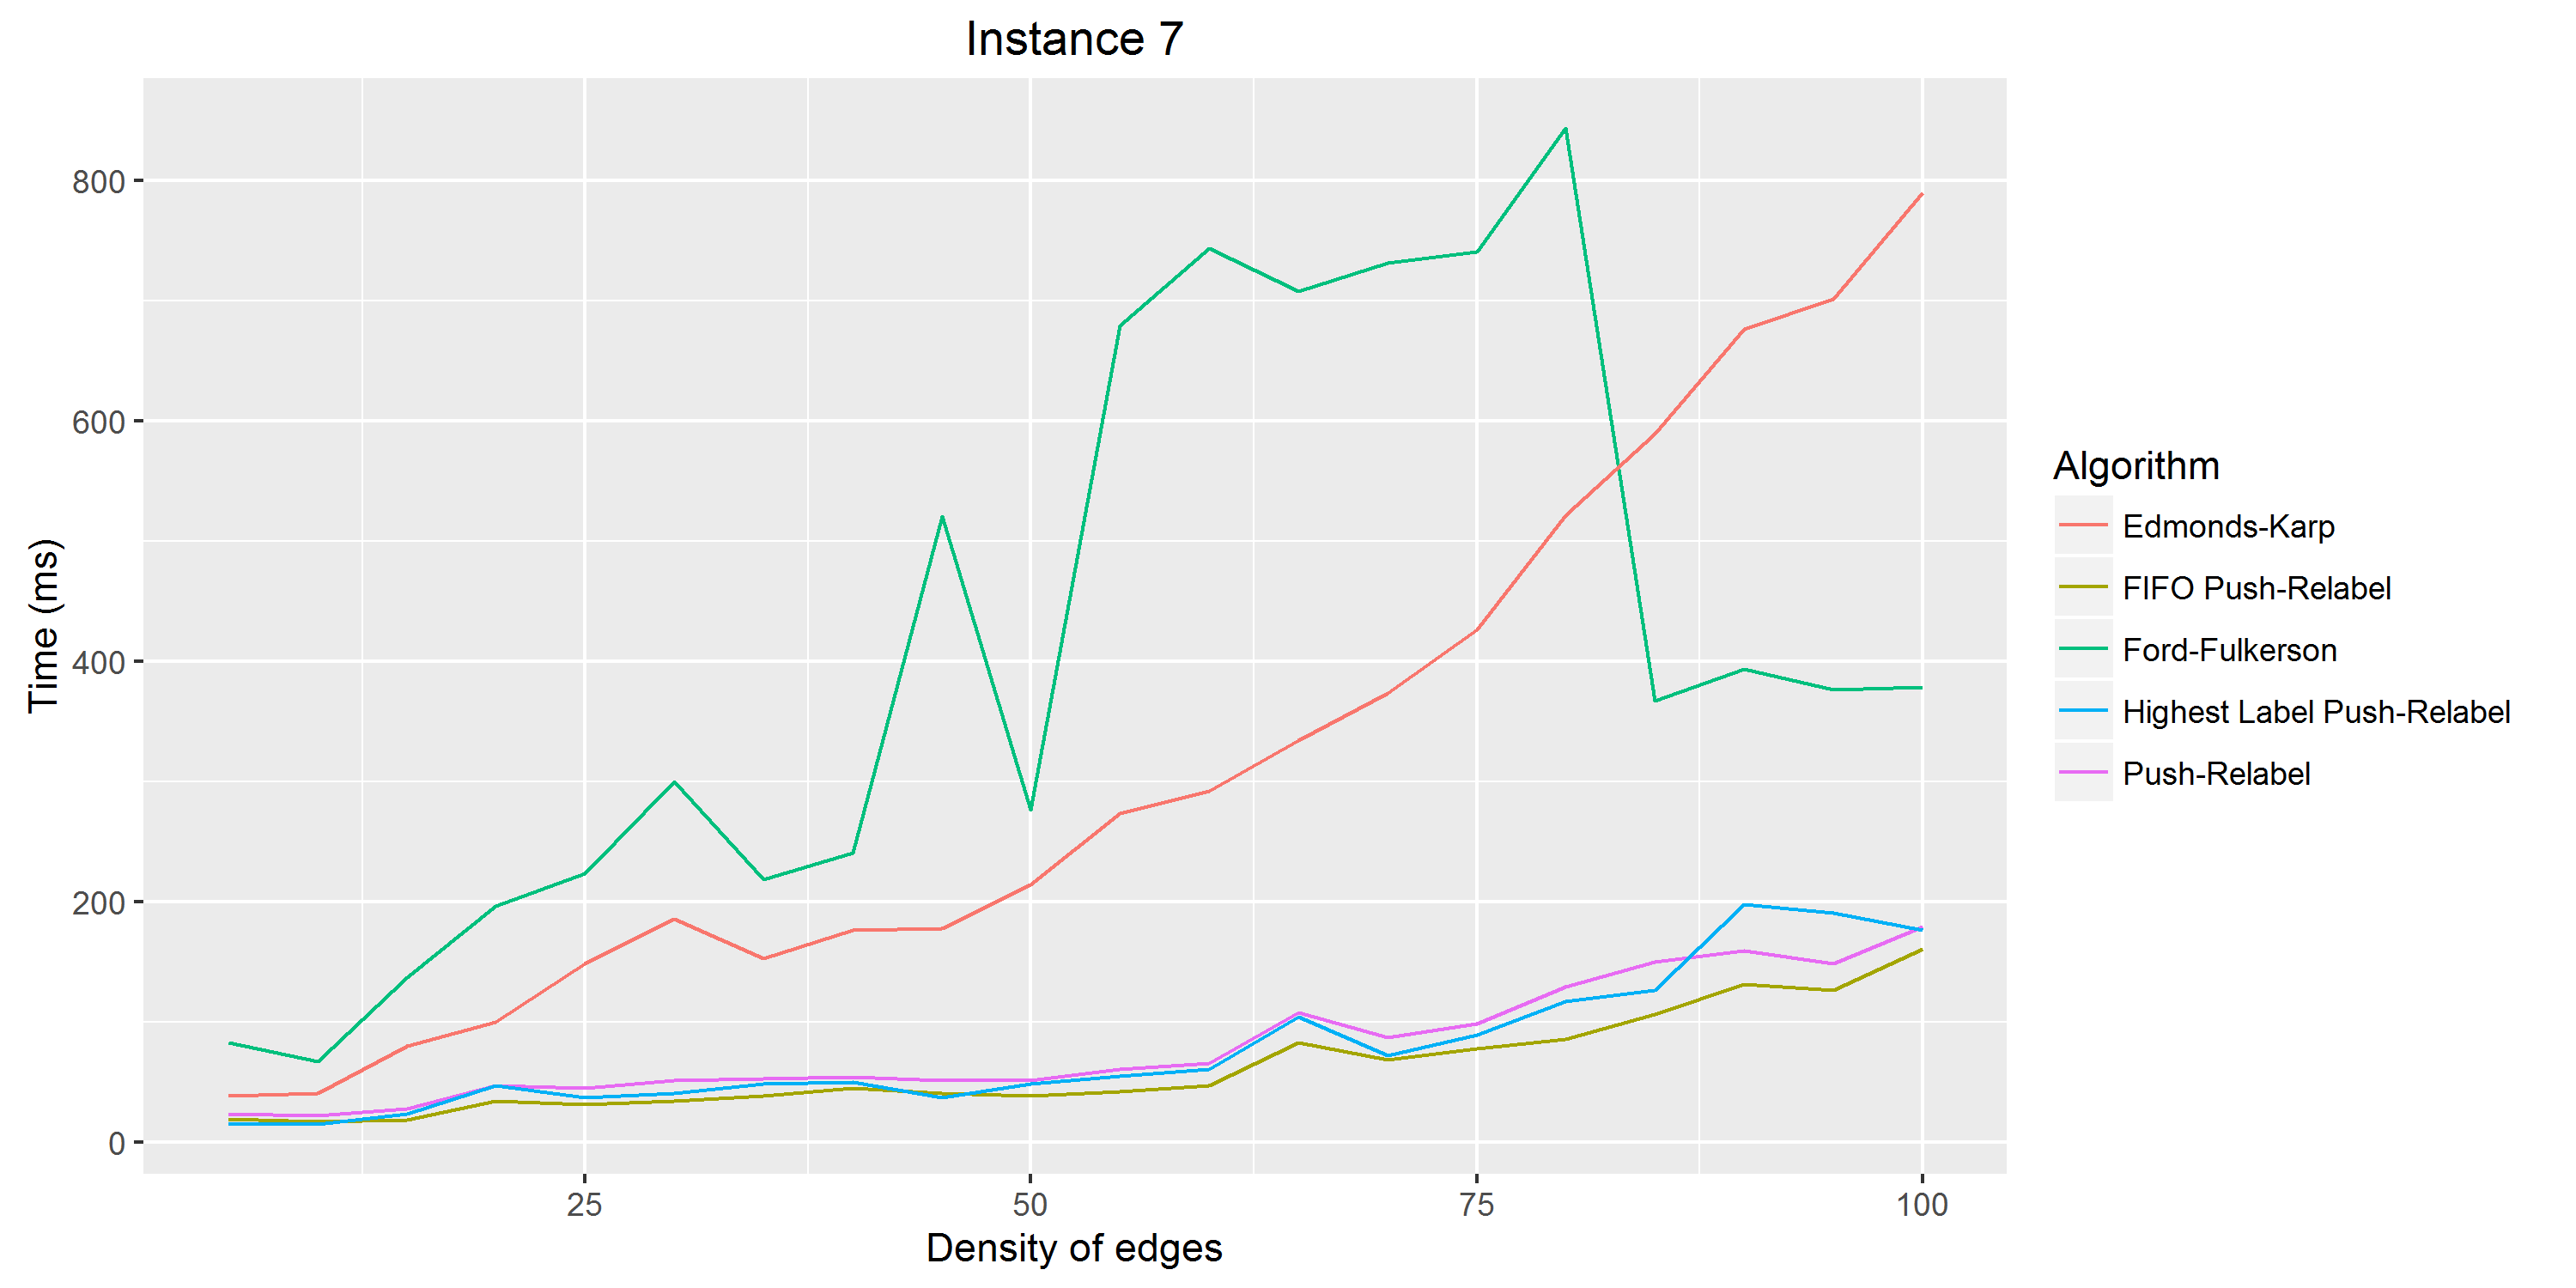 Instance 7
800
600
400
200
0
Time (ms)
25 50 75 100
Density of edges
Algorithm
Edmonds-Karp
FIFO Push-Relabel
Ford-Fulkerson
Highest Label Push-Relabel
Push-Relabel